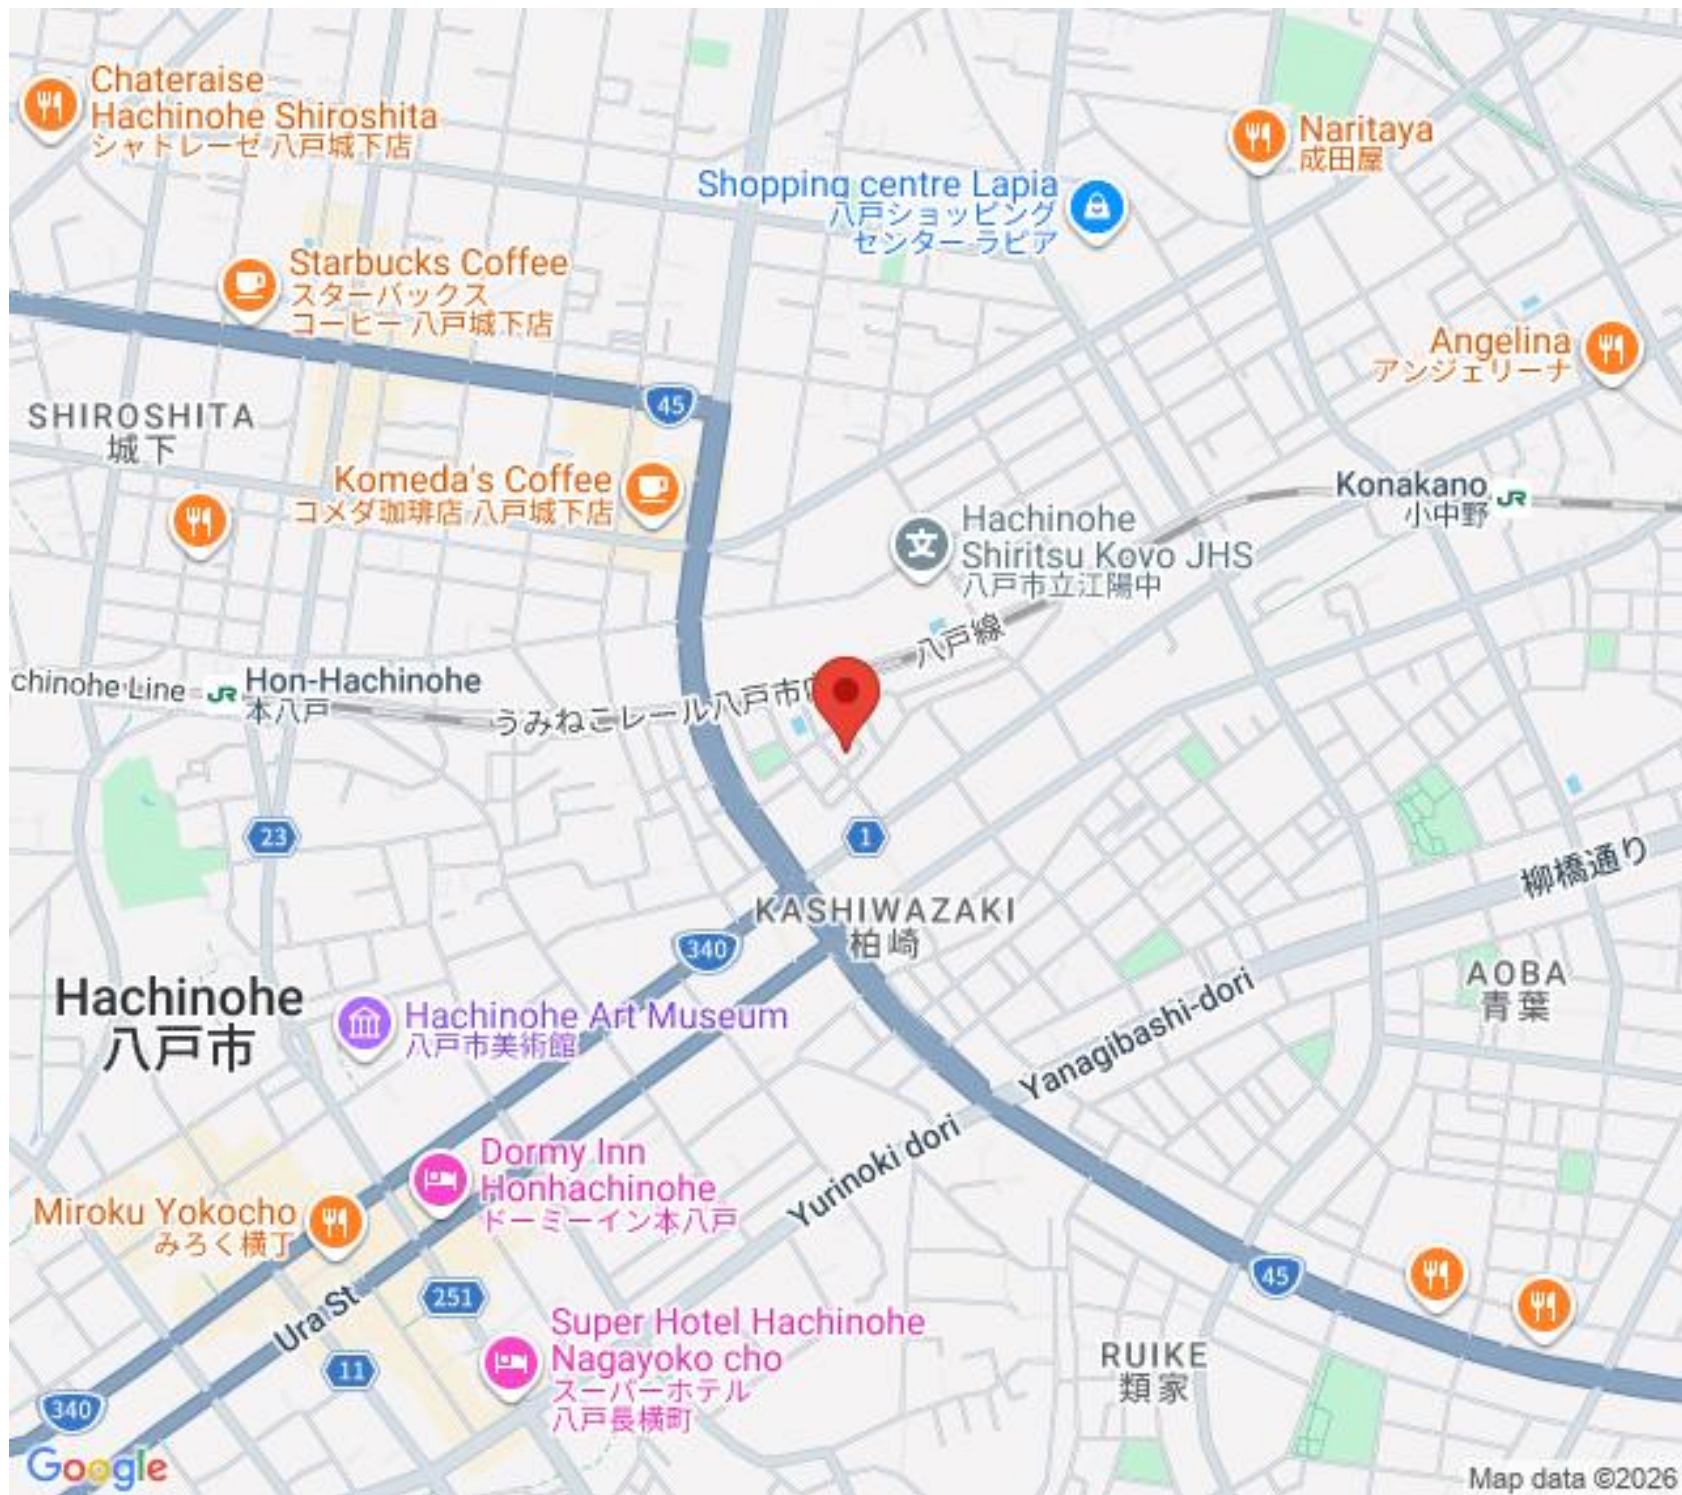 Chateraise
Hachinohe Shiroshita
シャトレーゼ 八戸城下店
Naritaya
成田屋
Shopping centre Lapia
八戸ショッピング
センター ラピア
Starbucks Coffee
スターバックス
コーヒー 八戸城下店
Angelina
アンジェリーナ
45
SHIROSHITA
城下
Komeda's Coffee
コメダ珈琲店 八戸城下店
Konakano
小中野
JR
Hachinohe
Shiritsu Koyo JHS
八戸市立江陽中
文
八戸線
chinohe Line
JR
Hon-Hachinohe
本八戸
うみねこレール八戸市
23
1
柳橋通り
KASHIWAZAKI
柏崎
340
AOBA
青葉
Hachinohe
八戸市
Hachinohe Art Museum
八戸市美術館
Yanagibashi-dori
Yurinoki dori
Dormy Inn
Honhachinohe
ドーミーイン本八戸
Miroku Yokocho
みろく横丁
45
251
Ura St
Super Hotel Hachinohe
Nagayoko cho
スーパーホテル
八戸長横町
11
RUIKE
類家
340
Google
Map data ©2026